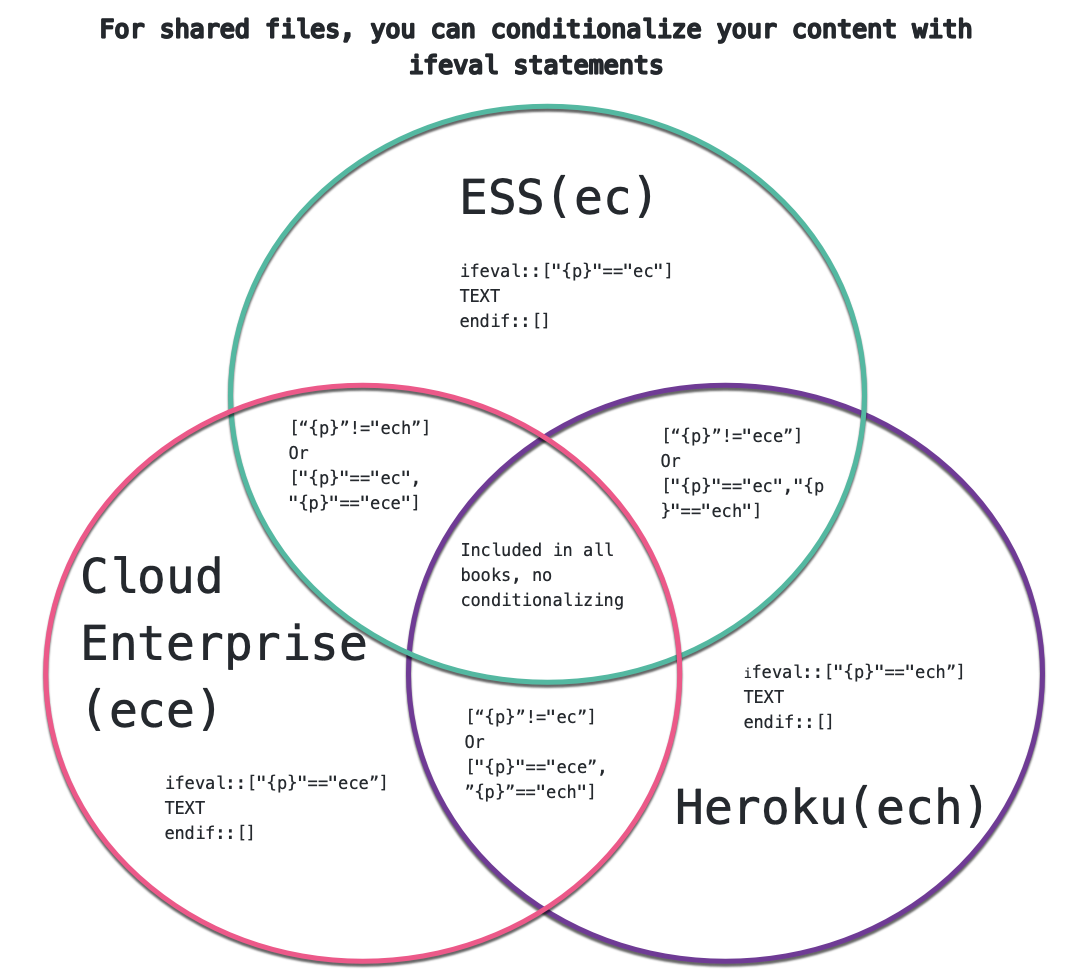 For shared files, you can conditionalize your content with
ifeval statements
ESS(ec)
ifeval::["{p}"=="ec"]
TEXT
endif::[]
[“{p}”!="ech”]
Or
["{p}"=="ec",
"{p}"=="ece"]
[“{p}”!="ece”]
Or
["{p}"=="ec","{p
}"=="ech"]
Included in all
books, no
conditionalizing
Cloud
Enterprise
(ece)
ifeval::["{p}"=="ece”]
TEXT
endif::[]
[“{p}”!="ec”]
Or
["{p}"=="ece”,
”{p}”=="ech"]
ifeval::["{p}"=="ech”]
TEXT
endif::[]
Heroku(ech)